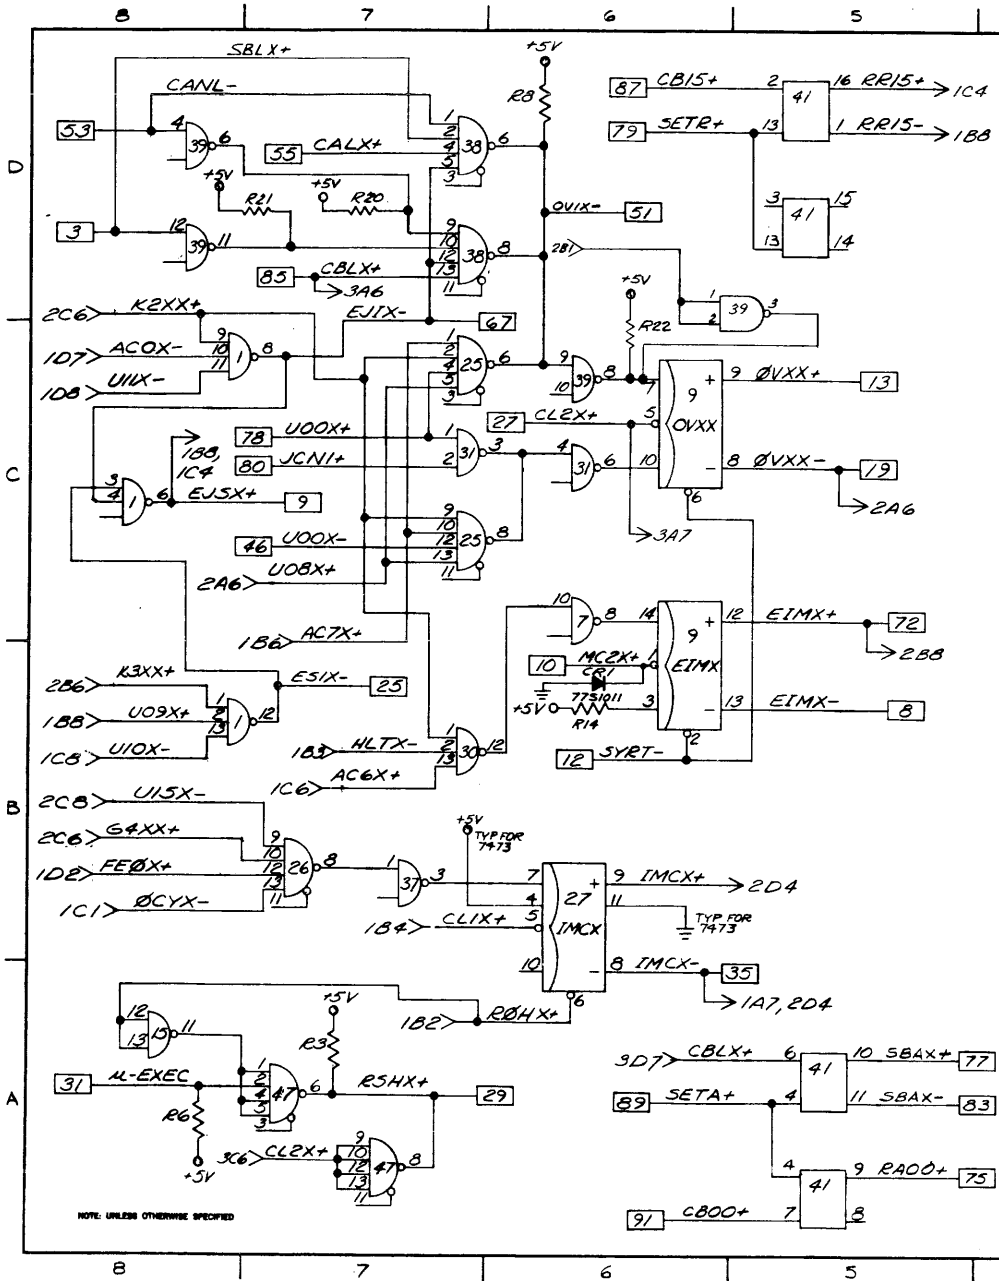 8 7 6 5
D
SBLX+
+5V
CANL-
R8
87 CB15+ 2 41 16 RR15+ 1C4
53 4 39 6
1 2 4 5 3 38 6
79 SETR+ 13 1 RR15- 1B8
55 CALX+
+5V R21 +5V R20
3 41 15
13 14
OVIX- 51
3 12 39 11
9 10 12 13 11 38 8
2B1
85 CBLX+
3A6
+5V
1 2 39 3
2C6 K2XX+
EJIX- 67
R22
1D7 AC0X- 9 10 11 1 8
1 2 4 5 3 25 6
9 10 39 8
1D8 U11X-
7 9 + 9 ØVXX+ 13
27 CL2X+ 5 OVXX
C
78 U00X+ 1 31 3
80 JCN1+ 2
4 31 6 10 - 8 ØVXX- 19
6
1B8, 1C4
3 4 1 6 EJSX+ 9
2A6
3A7
9 10 12 13 11 25 8
46 U00X-
2A6 U08X+
10 7 8 14 9 + 12 EIMX+ 72
1B6 AC7X+
2B8
10 MC2X+ 1 EIMX
CR1
77S1011
+5V R14 3 - 13 EIMX- 8
2
2B6 K3XX+
ESIX- 25
1B8 U09X+ 1 2 13 1 12
1C8 U10X-
1B3 HLTX- 1 2 13 30 12
12 SYRT-
1C6 AC6X+
B
2C8 U15X-
2C6 G4XX+ 9 10 12 13 11 26 8
+5V
TYP FOR
7473
1D2 FEØX+
1 37 3 7 27 + 9 IMCX+ 2D4
4 11
1C1 ØCYX-
1B4 CL1X+ 5 IMCX
TYP FOR
7473
10 - 8 IMCX- 35
6
1A7, 2D4
12 13 15 11
+5V
1B2 RØHX+
R3
A
31 µ-EXEC 1 2 4 5 3 47 6 RSHX+ 29
R6
+5V
3C6 CL2X+ 9 10 12 13 11 47 8
3D7 CBLX+ 6 41 10 SBAX+ 77
89 SETA+ 4 11 SBAX- 83
4 41 9 RA00+ 75
91 CB00+ 7 8
NOTE: UNLESS OTHERWISE SPECIFIED
8 7 6 5